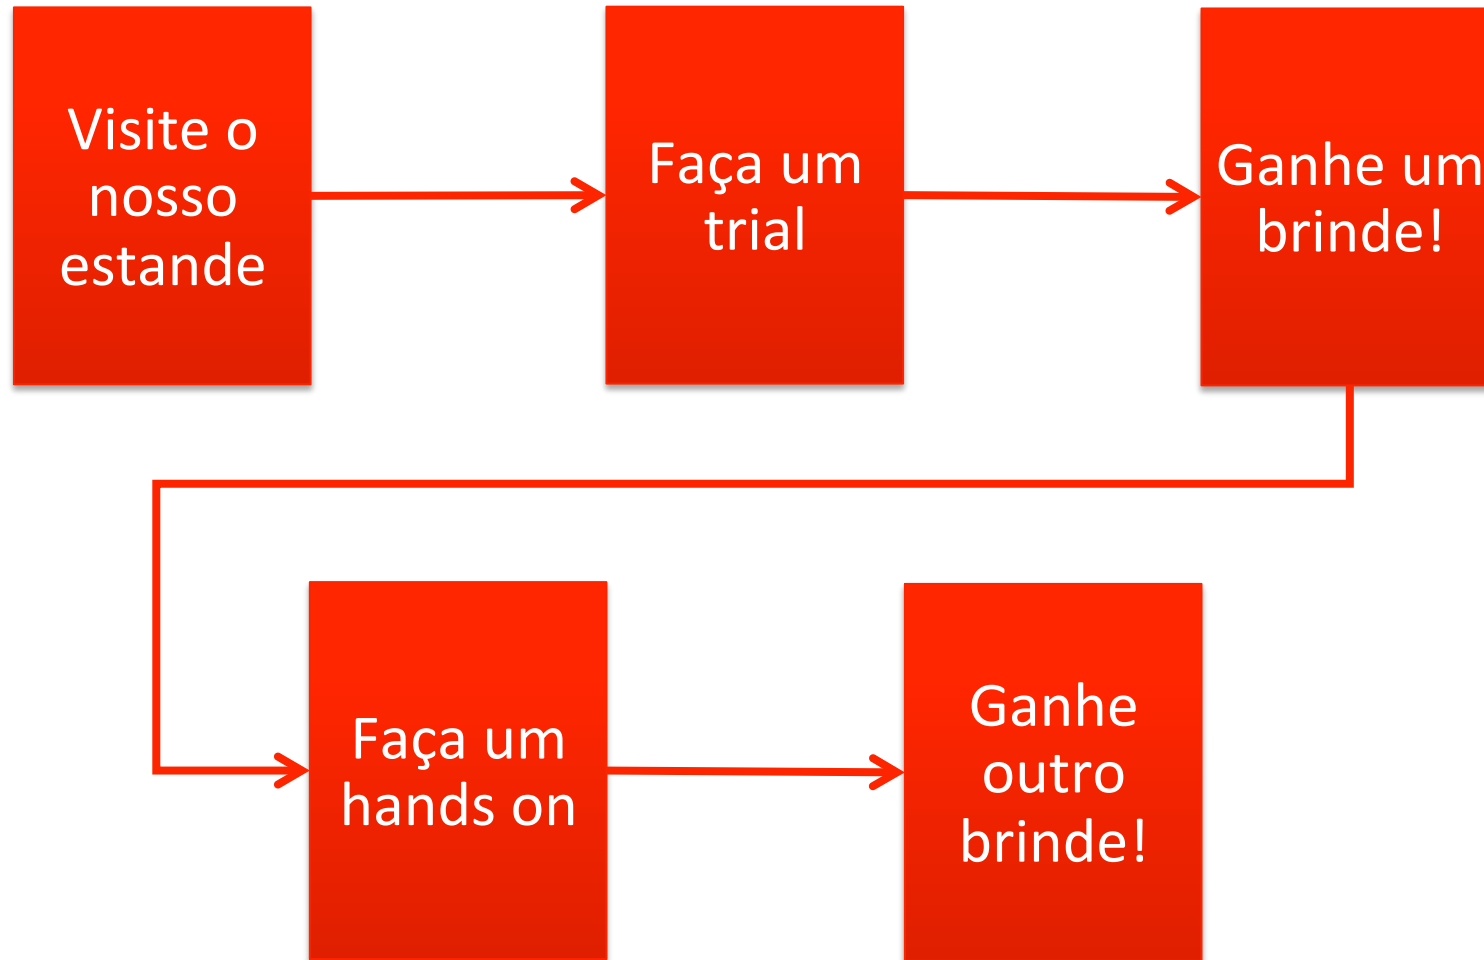 Visite o
nosso
estande
Faça um
trial
Ganhe um
brinde!
Faça um
hands on
Ganhe
outro
brinde!